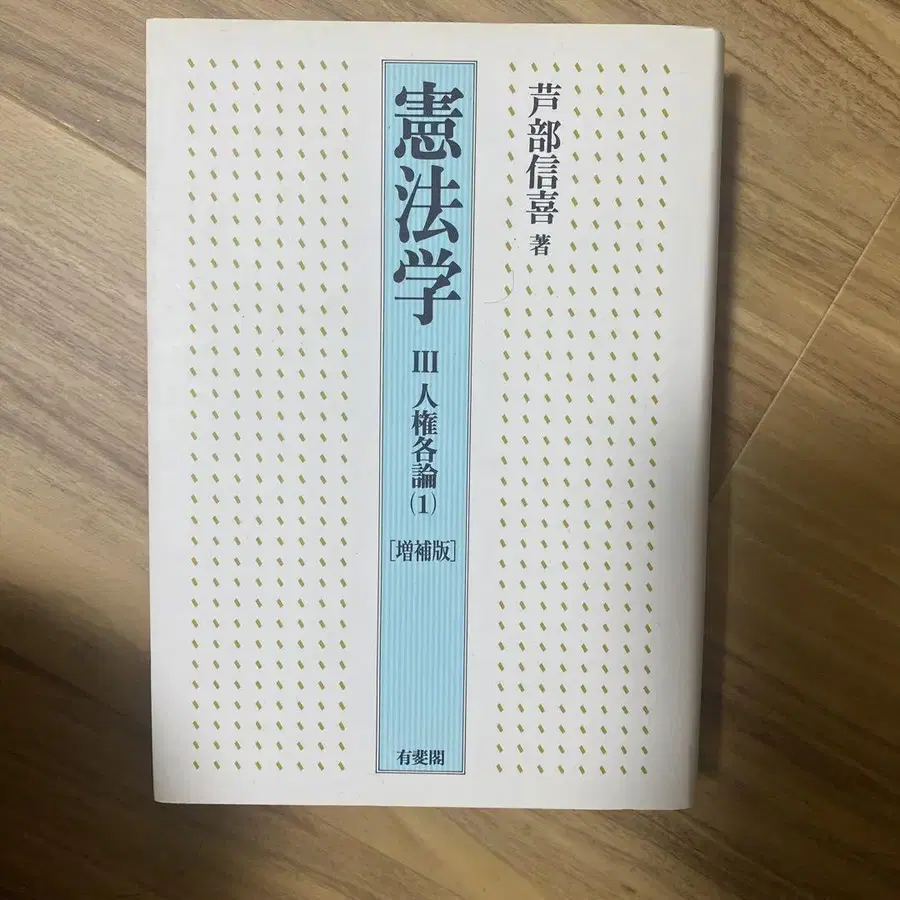 芦部信喜 著
憲法学
III 人権各論(1)
[増補版]
有斐閣